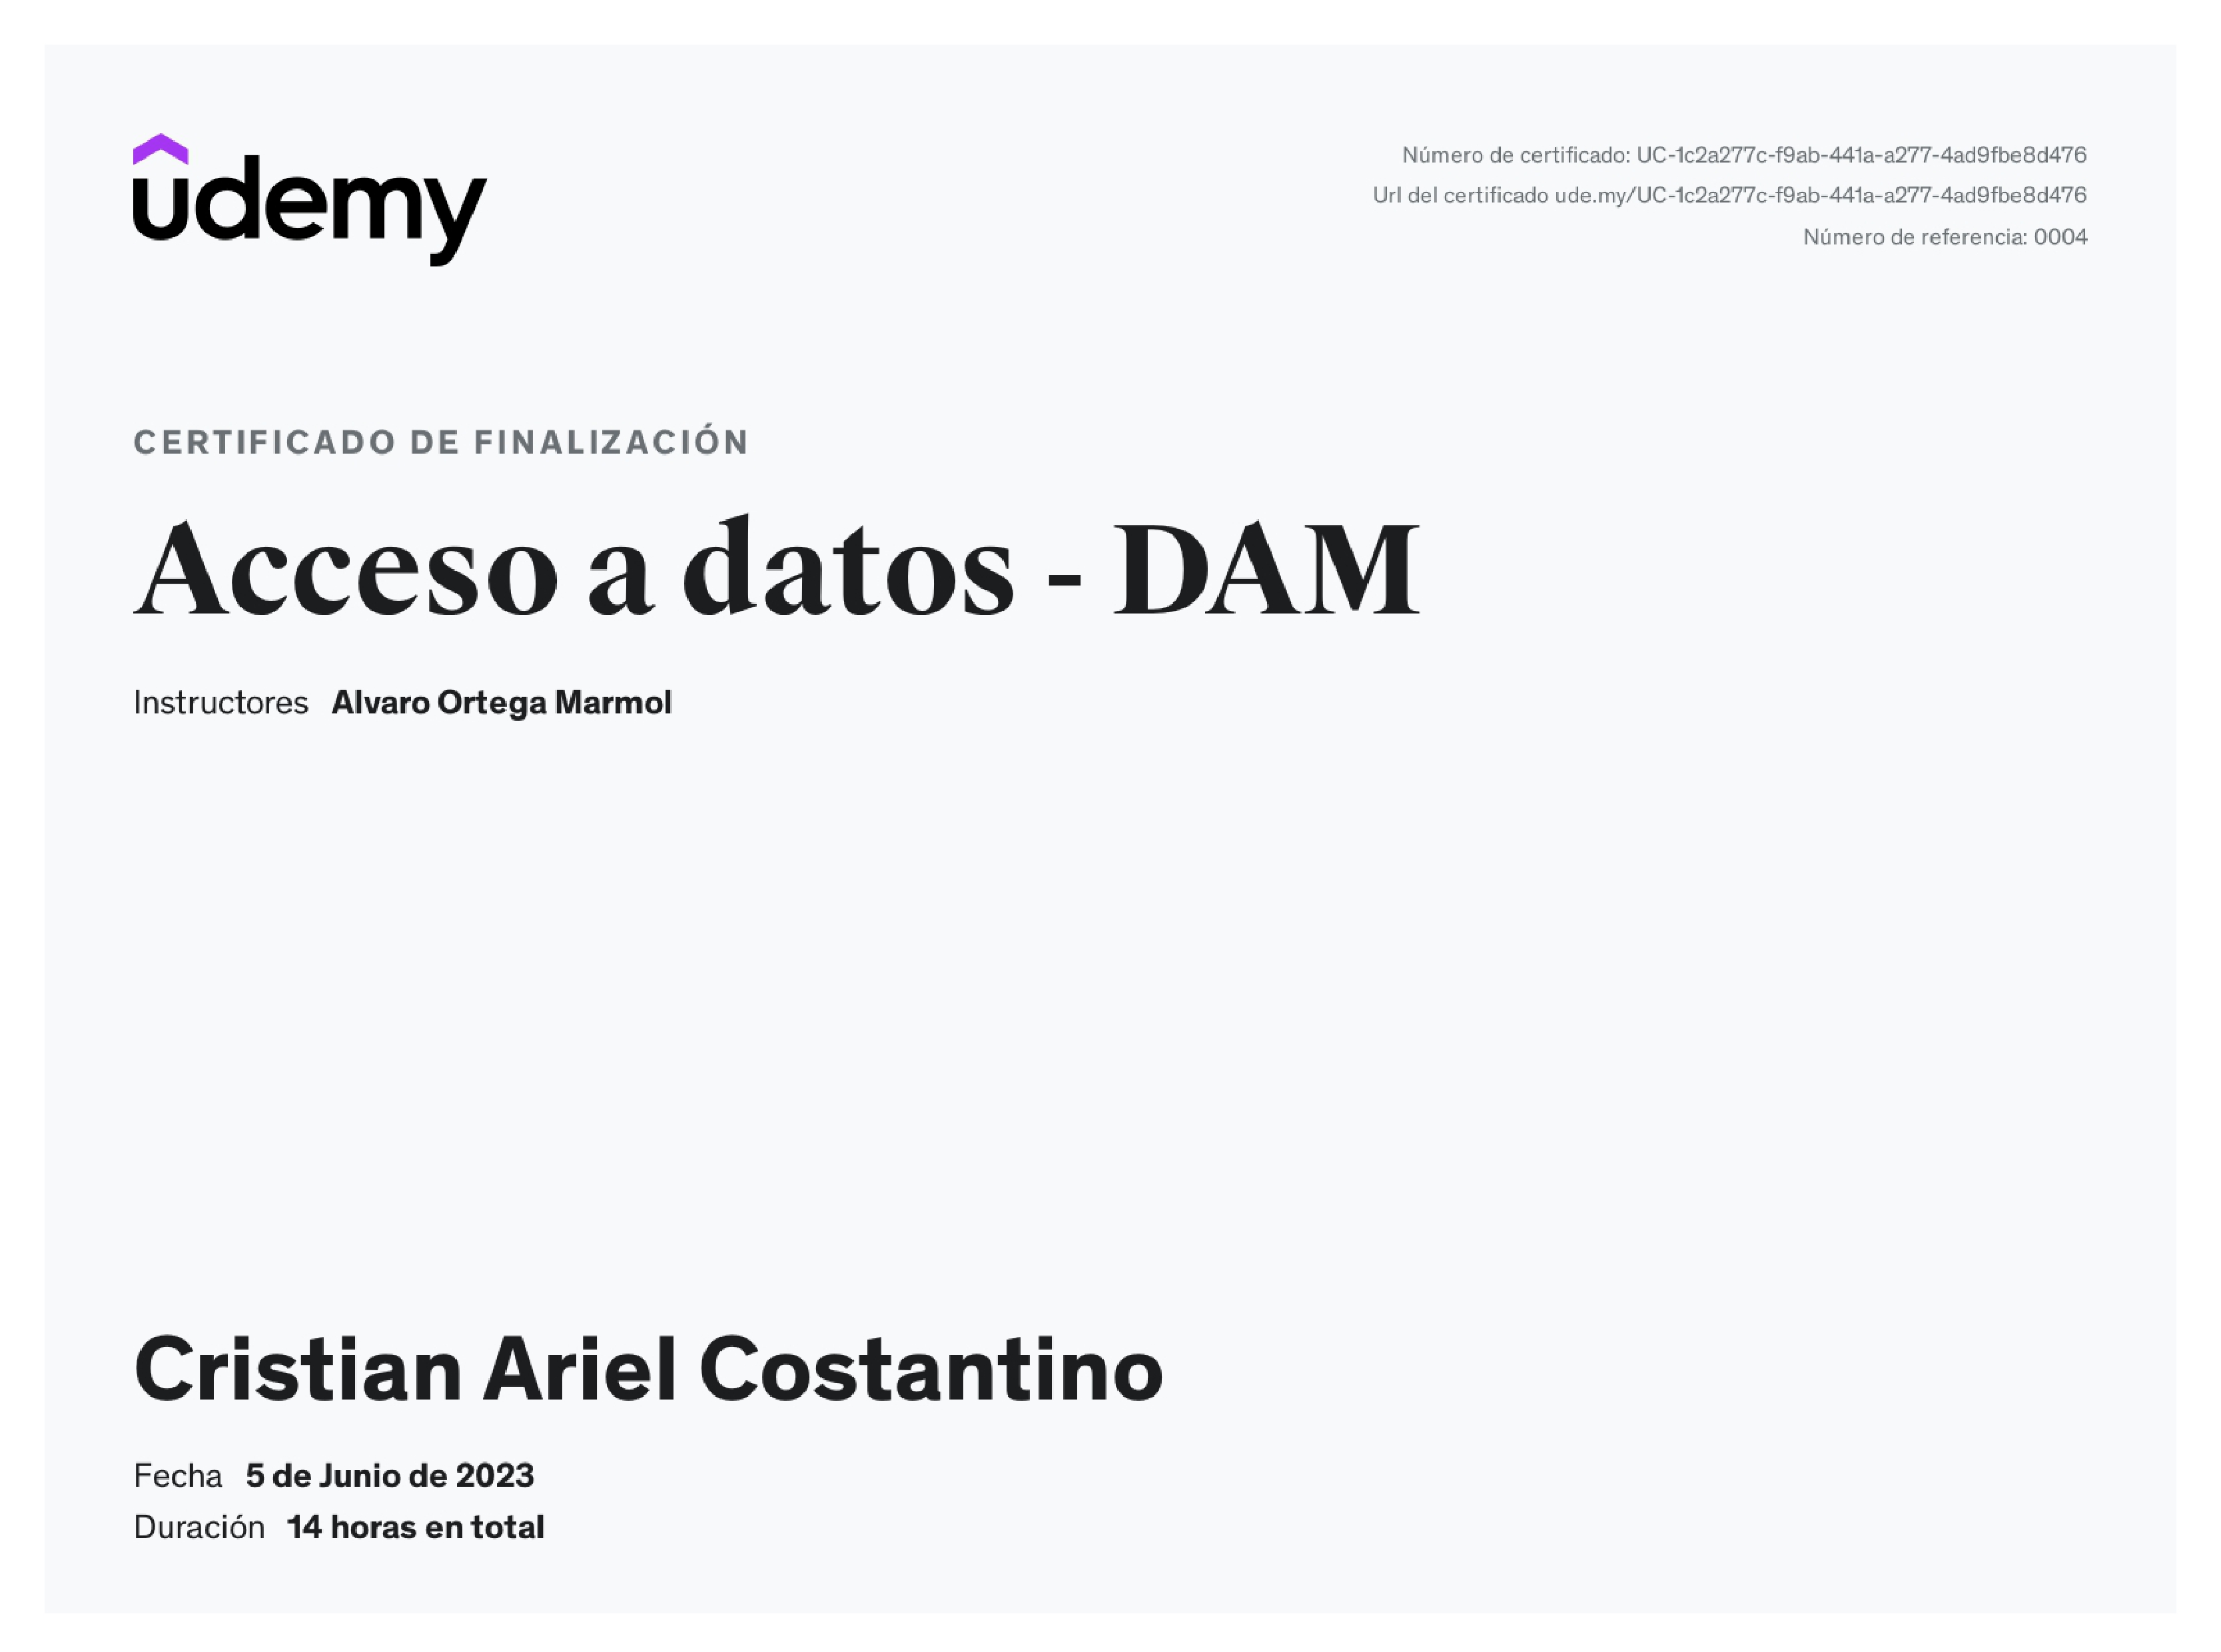 udemy
Número de certificado: UC-1c2a277c-f9ab-441a-a277-4ad9fbe8d476
Url del certificado ude.my/UC-1c2a277c-f9ab-441a-a277-4ad9fbe8d476
Número de referencia: 0004
CERTIFICADO DE FINALIZACIÓN
Acceso a datos - DAM
Instructores Alvaro Ortega Marmol
Cristian Ariel Costantino
Fecha 5 de Junio de 2023
Duración 14 horas en total